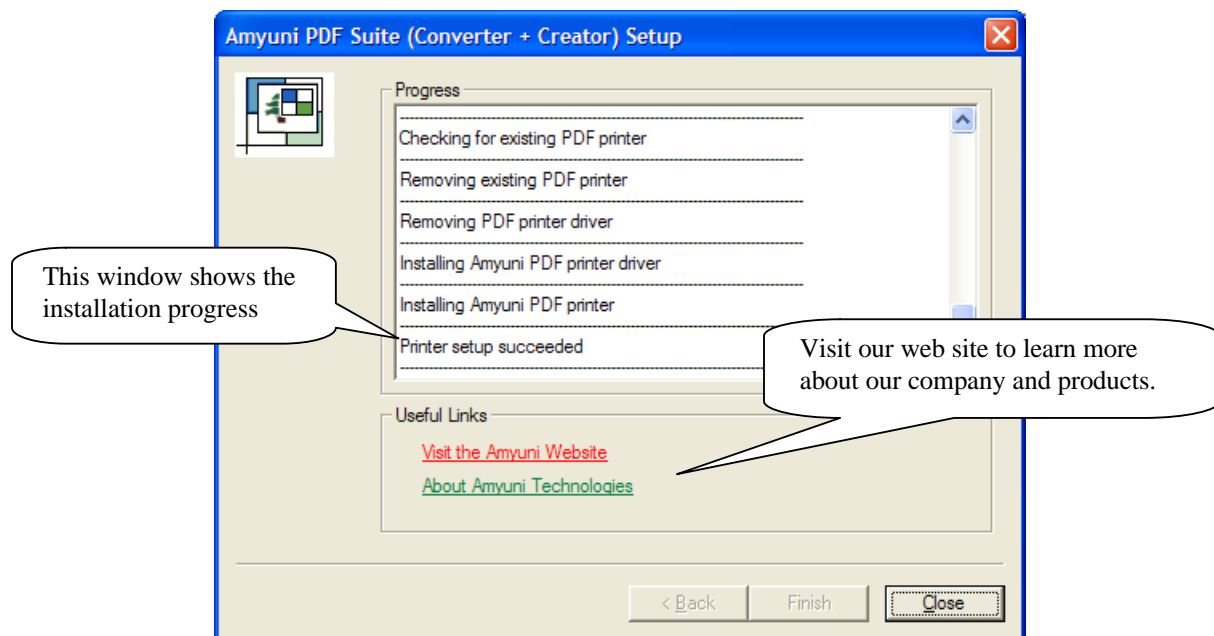 Amyuni PDF Suite (Converter + Creator) Setup
Progress
Checking for existing PDF printer
Removing existing PDF printer
Removing PDF printer driver
Installing Amyuni PDF printer driver
Installing Amyuni PDF printer
Printer setup succeeded
This window shows the
installation progress
Visit our web site to learn more
about our company and products.
Useful Links
Visit the Amyuni Website
About Amyuni Technologies
< Back
Finish
Close